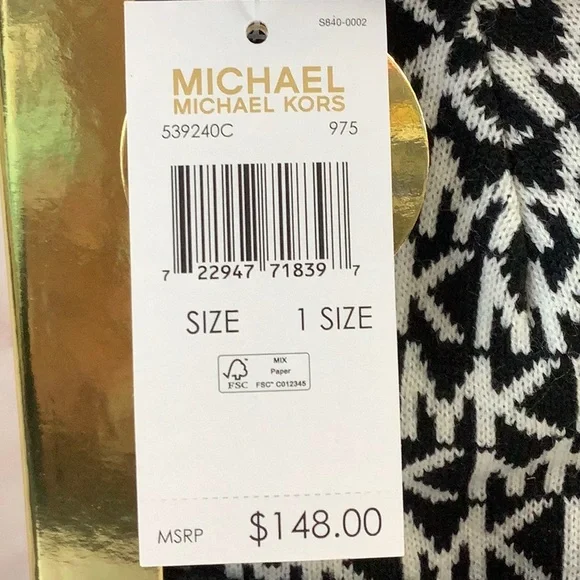 S840-0002
MICHAEL
MICHAEL KORS
539240C 975
7 22947 71839 7
SIZE 1 SIZE
MIX
Paper
FSC FSC™ C012345
MSRP $148.00